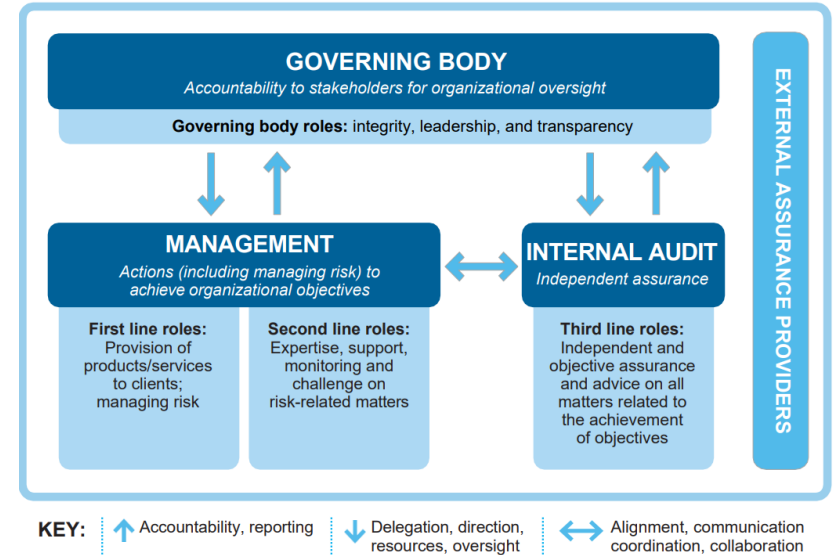 GOVERNING BODY
Accountability to stakeholders for organizational oversight
Governing body roles: integrity, leadership, and transparency
MANAGEMENT
Actions (including managing risk) to
achieve organizational objectives
First line roles:
Provision of
products/services
to clients;
managing risk
Second line roles:
Expertise, support,
monitoring and
challenge on
risk-related matters
INTERNAL AUDIT
Independent assurance
Third line roles:
Independent and
objective assurance
and advice on all
matters related to
the achievement
of objectives
EXTERNAL ASSURANCE PROVIDERS
KEY:
Accountability, reporting
Delegation, direction,
resources, oversight
Alignment, communication
coordination, collaboration